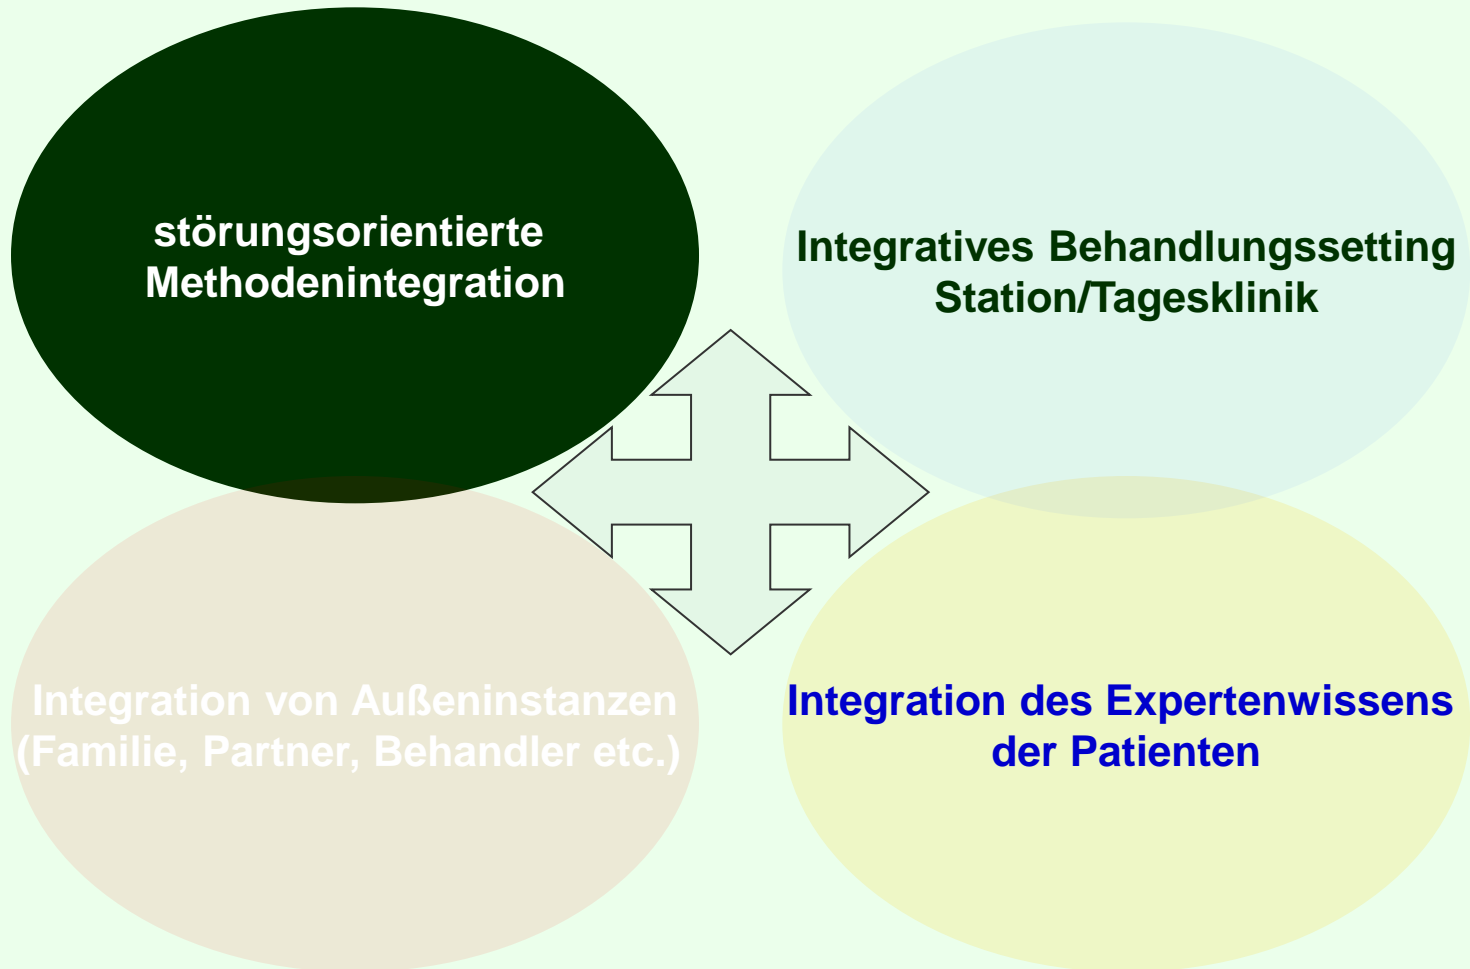 störungsorientierte
Methodenintegration
Integratives Behandlungssetting
Station/Tagesklinik
Integration von Außeninstanzen
(Familie, Partner, Behandler etc.)
Integration des Expertenwissens
der Patienten